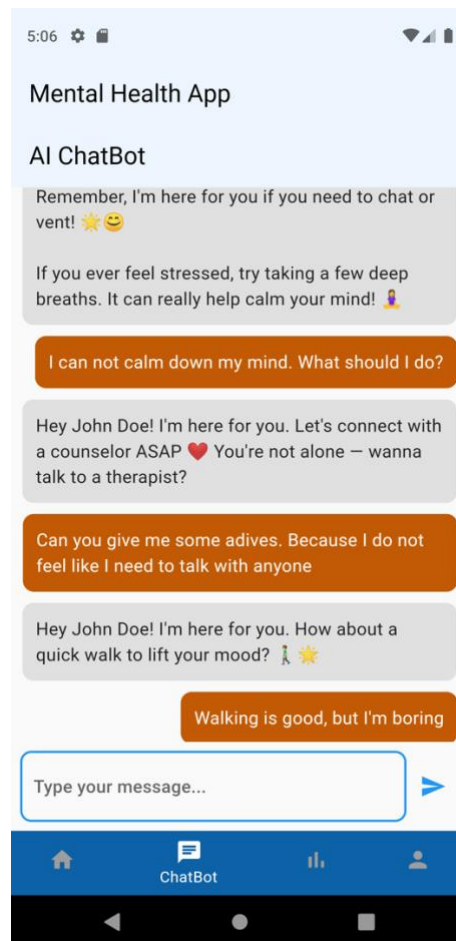 5:06
Mental Health App
AI ChatBot
Remember, I'm here for you if you need to chat or
vent! 🌟😊
If you ever feel stressed, try taking a few deep
breaths. It can really help calm your mind! 🧘‍♀️
I can not calm down my mind. What should I do?
Hey John Doe! I'm here for you. Let's connect with
a counselor ASAP ❤️ You're not alone — wanna
talk to a therapist?
Can you give me some adives. Because I do not
feel like I need to talk with anyone
Hey John Doe! I'm here for you. How about a
quick walk to lift your mood? 🚶‍♂️🌟
Walking is good, but I'm boring
Type your message...
ChatBot